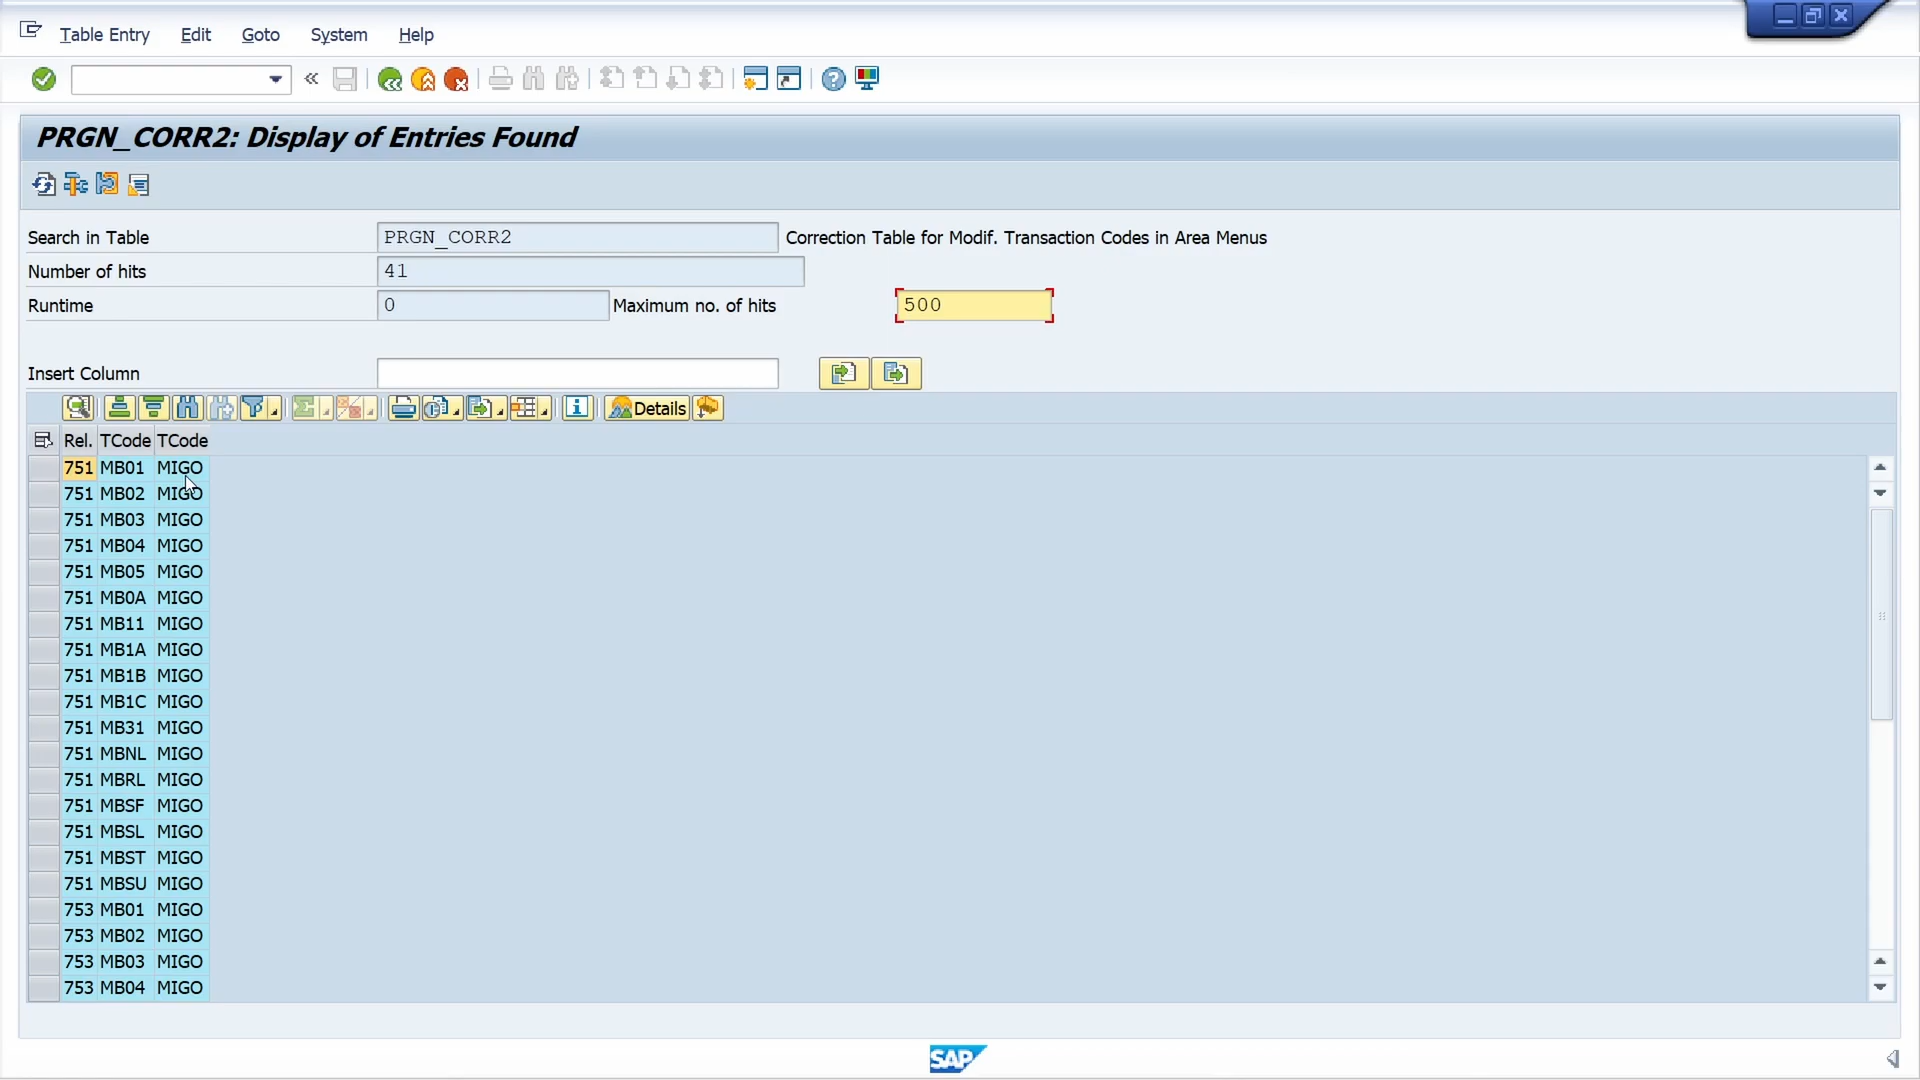 Table Entry Edit Goto System Help
PRGN_CORR2: Display of Entries Found
Search in Table PRGN_CORR2 Correction Table for Modif. Transaction Codes in Area Menus
Number of hits 41
Runtime 0 Maximum no. of hits 500
Insert Column
Details
Rel. TCode TCode
751 MB01 MIGO
751 MB02 MIGO
751 MB03 MIGO
751 MB04 MIGO
751 MB05 MIGO
751 MB0A MIGO
751 MB11 MIGO
751 MB1A MIGO
751 MB1B MIGO
751 MB1C MIGO
751 MB31 MIGO
751 MBNL MIGO
751 MBRL MIGO
751 MBSF MIGO
751 MBSL MIGO
751 MBST MIGO
751 MBSU MIGO
753 MB01 MIGO
753 MB02 MIGO
753 MB03 MIGO
753 MB04 MIGO
SAP